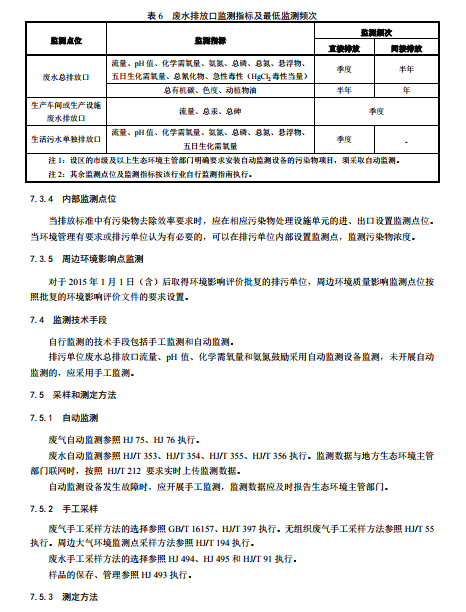 表 6  废水排放口监测指标及最低监测频次
监测点位
监测指标
监测频次
直接排放
间接排放
废水总排放口
流量、pH 值、化学需氧量、氨氮、总磷、总氮、悬浮物、
五日生化需氧量、总氰化物、急性毒性（HgCl₂毒性当量）
季度
半年
总有机碳、色度、动植物油
半年
年
生产车间或生产设施
废水排放口
流量、总汞、总砷
季度
生活污水单独排放口
流量、pH 值、化学需氧量、氨氮、总磷、总氮、悬浮物、
五日生化需氧量
季度
-
注 1：设区的市级及以上生态环境主管部门明确要求安装自动监测设备的污染物项目，须采取自动监测。
注 2：其余监测点位及监测指标按该行业自行监测指南执行。
7.3.4  内部监测点位
当排放标准中有污染物去除效率要求时，应在相应污染物处理设施单元的进、出口设置监测点位。
当环境管理有要求或排污单位认为有必要的，可以在排污单位内部设置监测点，监测污染物浓度。
7.3.5  周边环境影响点监测
对于 2015 年 1 月 1 日（含）后取得环境影响评价批复的排污单位，周边环境质量影响监测点位按
照批复的环境影响评价文件的要求设置。
7.4  监测技术手段
自行监测的技术手段包括手工监测和自动监测。
排污单位废水总排放口流量、pH 值、化学需氧量和氨氮鼓励采用自动监测设备监测，未开展自动
监测的，应采用手工监测。
7.5  采样和测定方法
7.5.1  自动监测
废气自动监测参照 HJ 75、HJ 76 执行。
废水自动监测参照 HJ/T 353、HJ/T 354、HJ/T 355、HJ/T 356 执行。监测数据与地方生态环境主管
部门联网时，按照 HJ/T 212 要求实时上传监测数据。
自动监测设备发生故障时，应开展手工监测，监测数据应及时报告生态环境主管部门。
7.5.2  手工采样
废气手工采样方法的选择参照 GB/T 16157、HJ/T 397 执行。无组织废气手工采样方法参照 HJ/T 55
执行。周边大气环境监测点采样方法参照 HJ/T 194 执行。
废水手工采样方法的选择参照 HJ 494、HJ 495 和 HJ/T 91 执行。
样品的保存、管理参照 HJ 493 执行。
7.5.3  测定方法